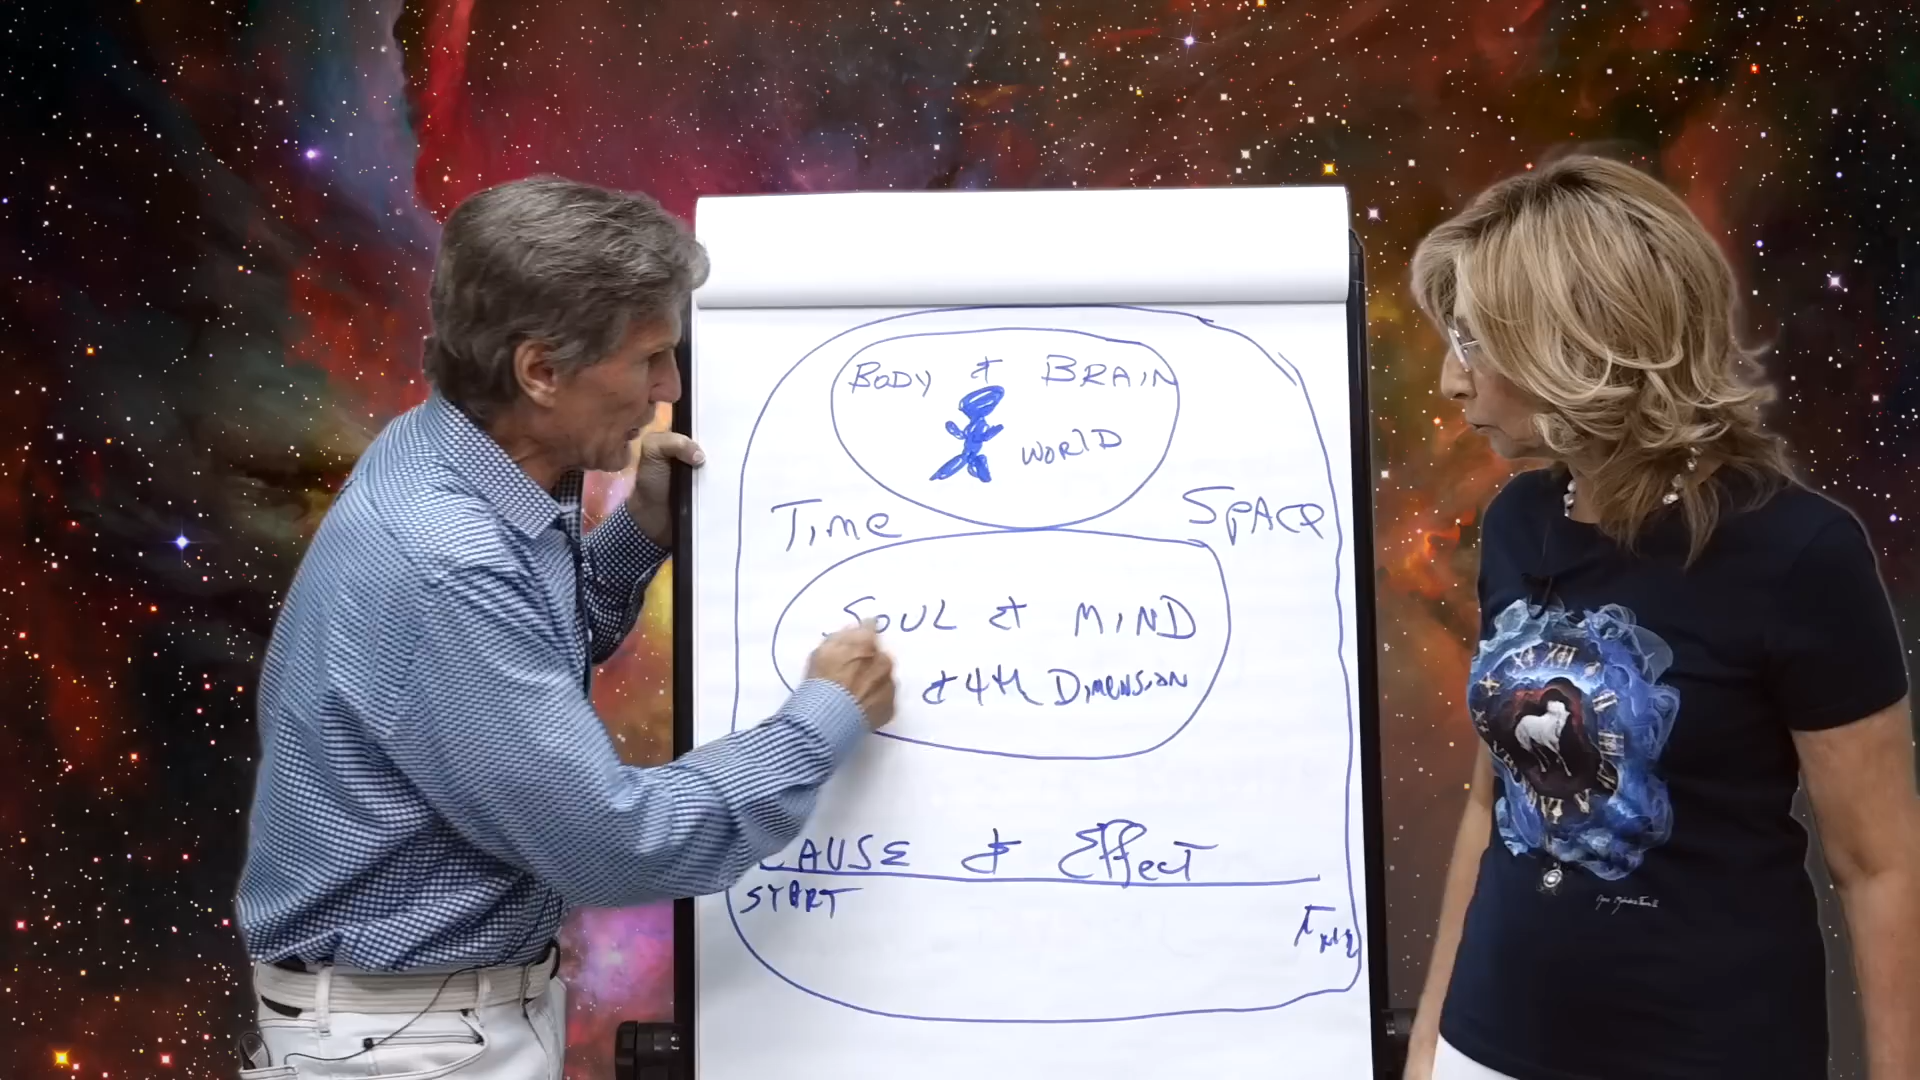 BODY & BRAIN
WORLD
Time SpAce
SOUL & MIND
& 4th Dimension
CAUSE & Effect
START